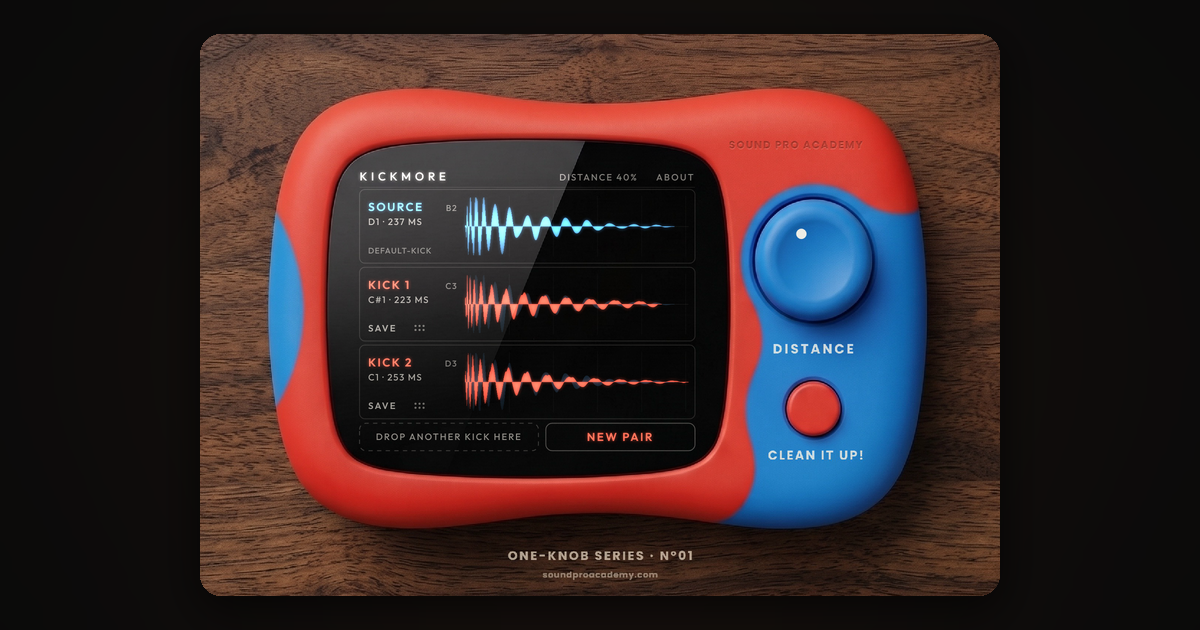 SOUND PRO ACADEMY
KICKMORE
DISTANCE 40% ABOUT
SOURCE B2
D1 · 237 MS
DEFAULT-KICK
KICK 1 C3
C#1 · 223 MS
SAVE
KICK 2 D3
C1 · 253 MS
SAVE
DROP ANOTHER KICK HERE NEW PAIR
DISTANCE
CLEAN IT UP!
ONE-KNOB SERIES · Nº01
soundproacademy.com